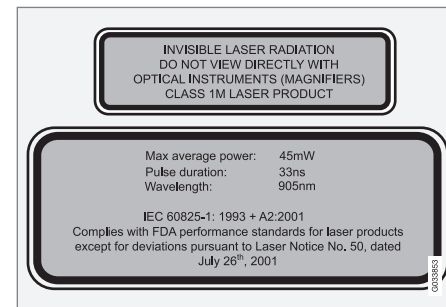 INVISIBLE LASER RADIATION
DO NOT VIEW DIRECTLY WITH
OPTICAL INSTRUMENTS (MAGNIFIERS)
CLASS 1M LASER PRODUCT
Max average power: 45mW
Pulse duration: 33ns
Wavelength: 905nm
IEC 60825-1: 1993 + A2:2001
Complies with FDA performance standards for laser products
except for deviations pursuant to Laser Notice No. 50, dated
July 26th, 2001
G033853